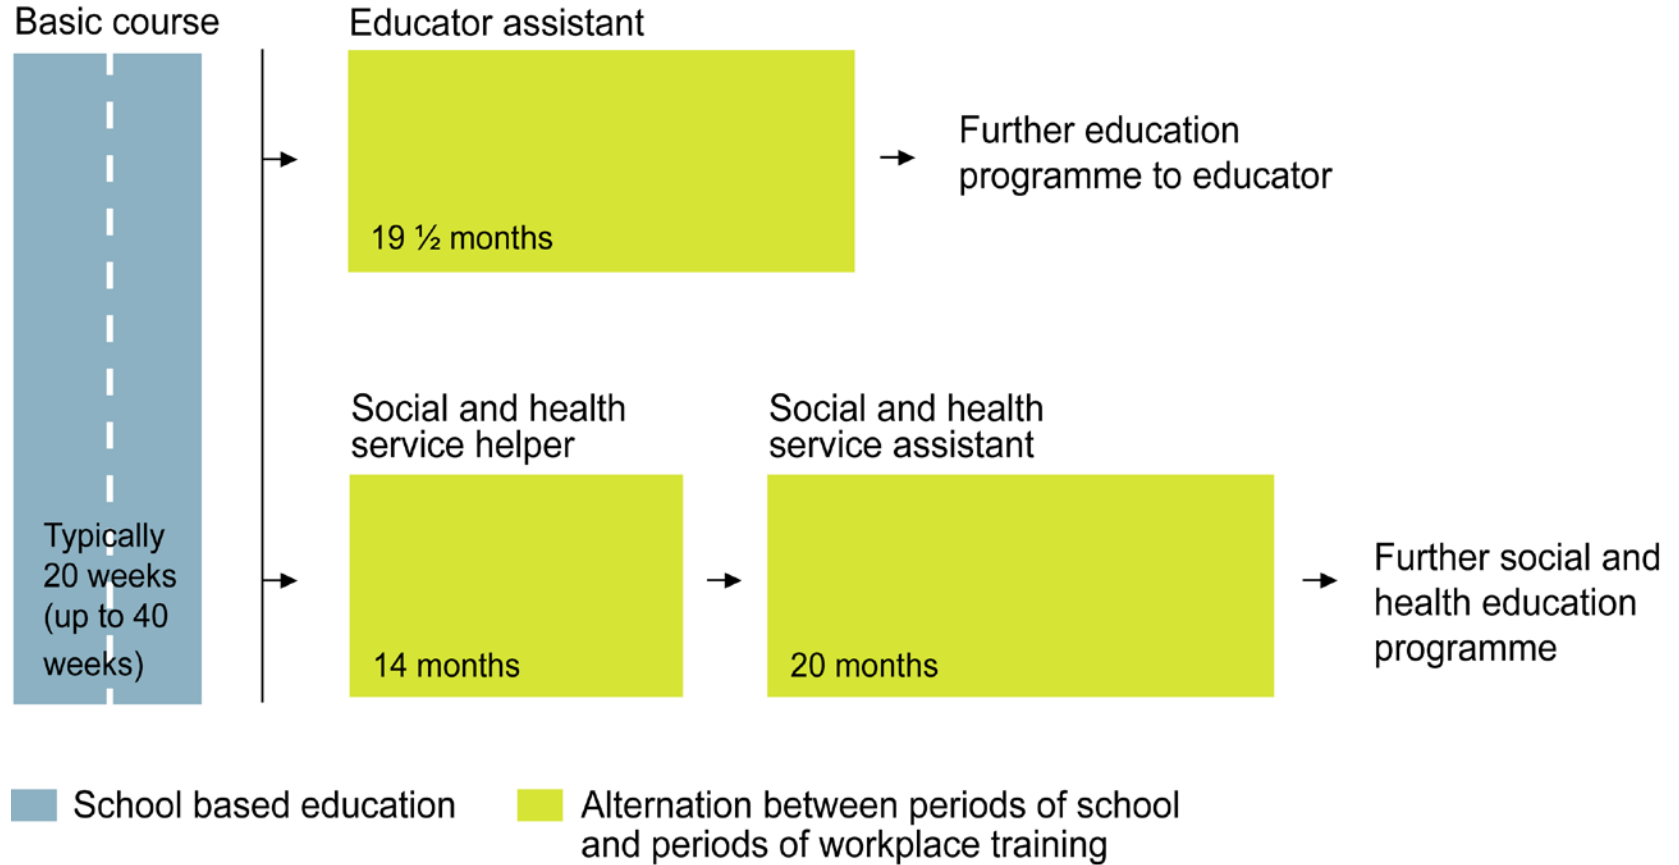 Basic course
Typically
20 weeks
(up to 40
weeks)
Educator assistant
19 ½ months
Further education
programme to educator
Social and health
service helper
14 months
Social and health
service assistant
20 months
Further social and
health education
programme
School based education
Alternation between periods of school
and periods of workplace training